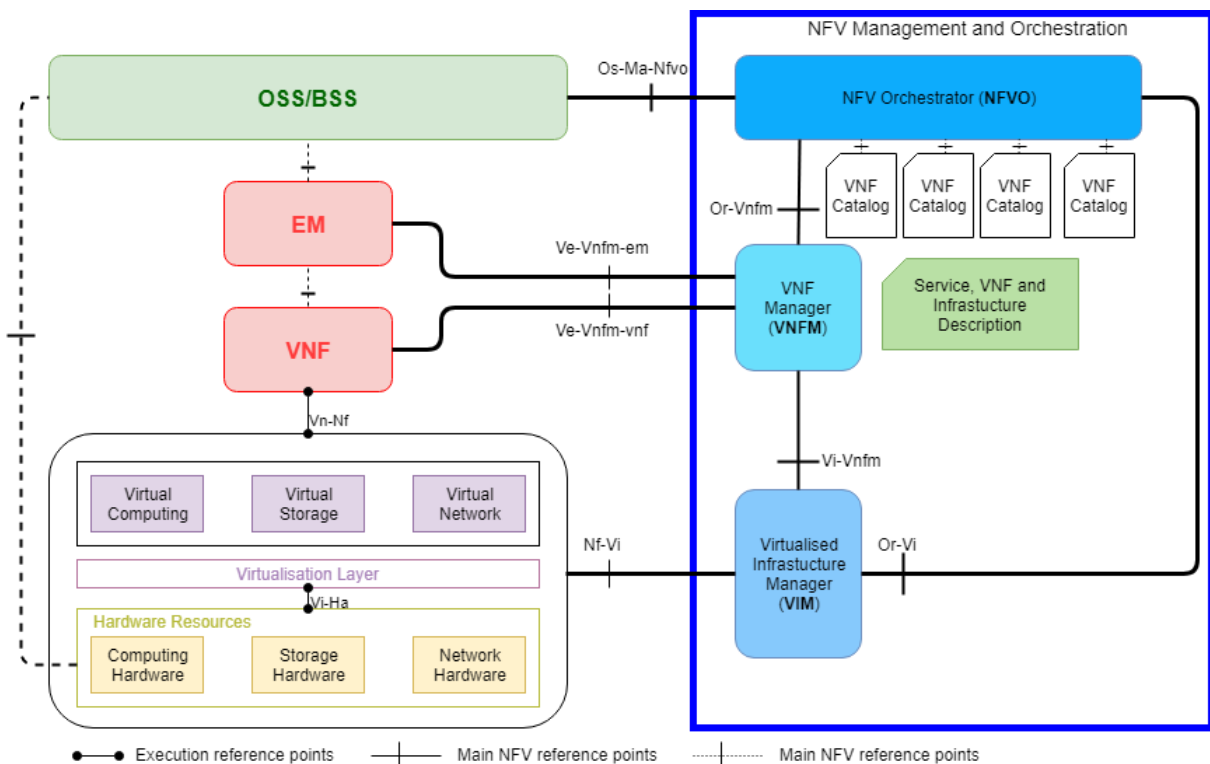 NFV Management and Orchestration
OSS/BSS
Os-Ma-Nfvo
NFV Orchestrator (NFVO)
VNF
Catalog
VNF
Catalog
VNF
Catalog
VNF
Catalog
Or-Vnfm
EM
Ve-Vnfm-em
VNF
Manager
(VNFM)
Service, VNF and
Infrastucture
Description
VNF
Ve-Vnfm-vnf
Vn-Nf
Vi-Vnfm
Virtual
Computing
Virtual
Storage
Virtual
Network
Nf-Vi
Virtualised
Infrastucture
Manager
(VIM)
Or-Vi
Virtualisation Layer
Vi-Ha
Hardware Resources
Computing
Hardware
Storage
Hardware
Network
Hardware
Execution reference points
Main NFV reference points
Main NFV reference points